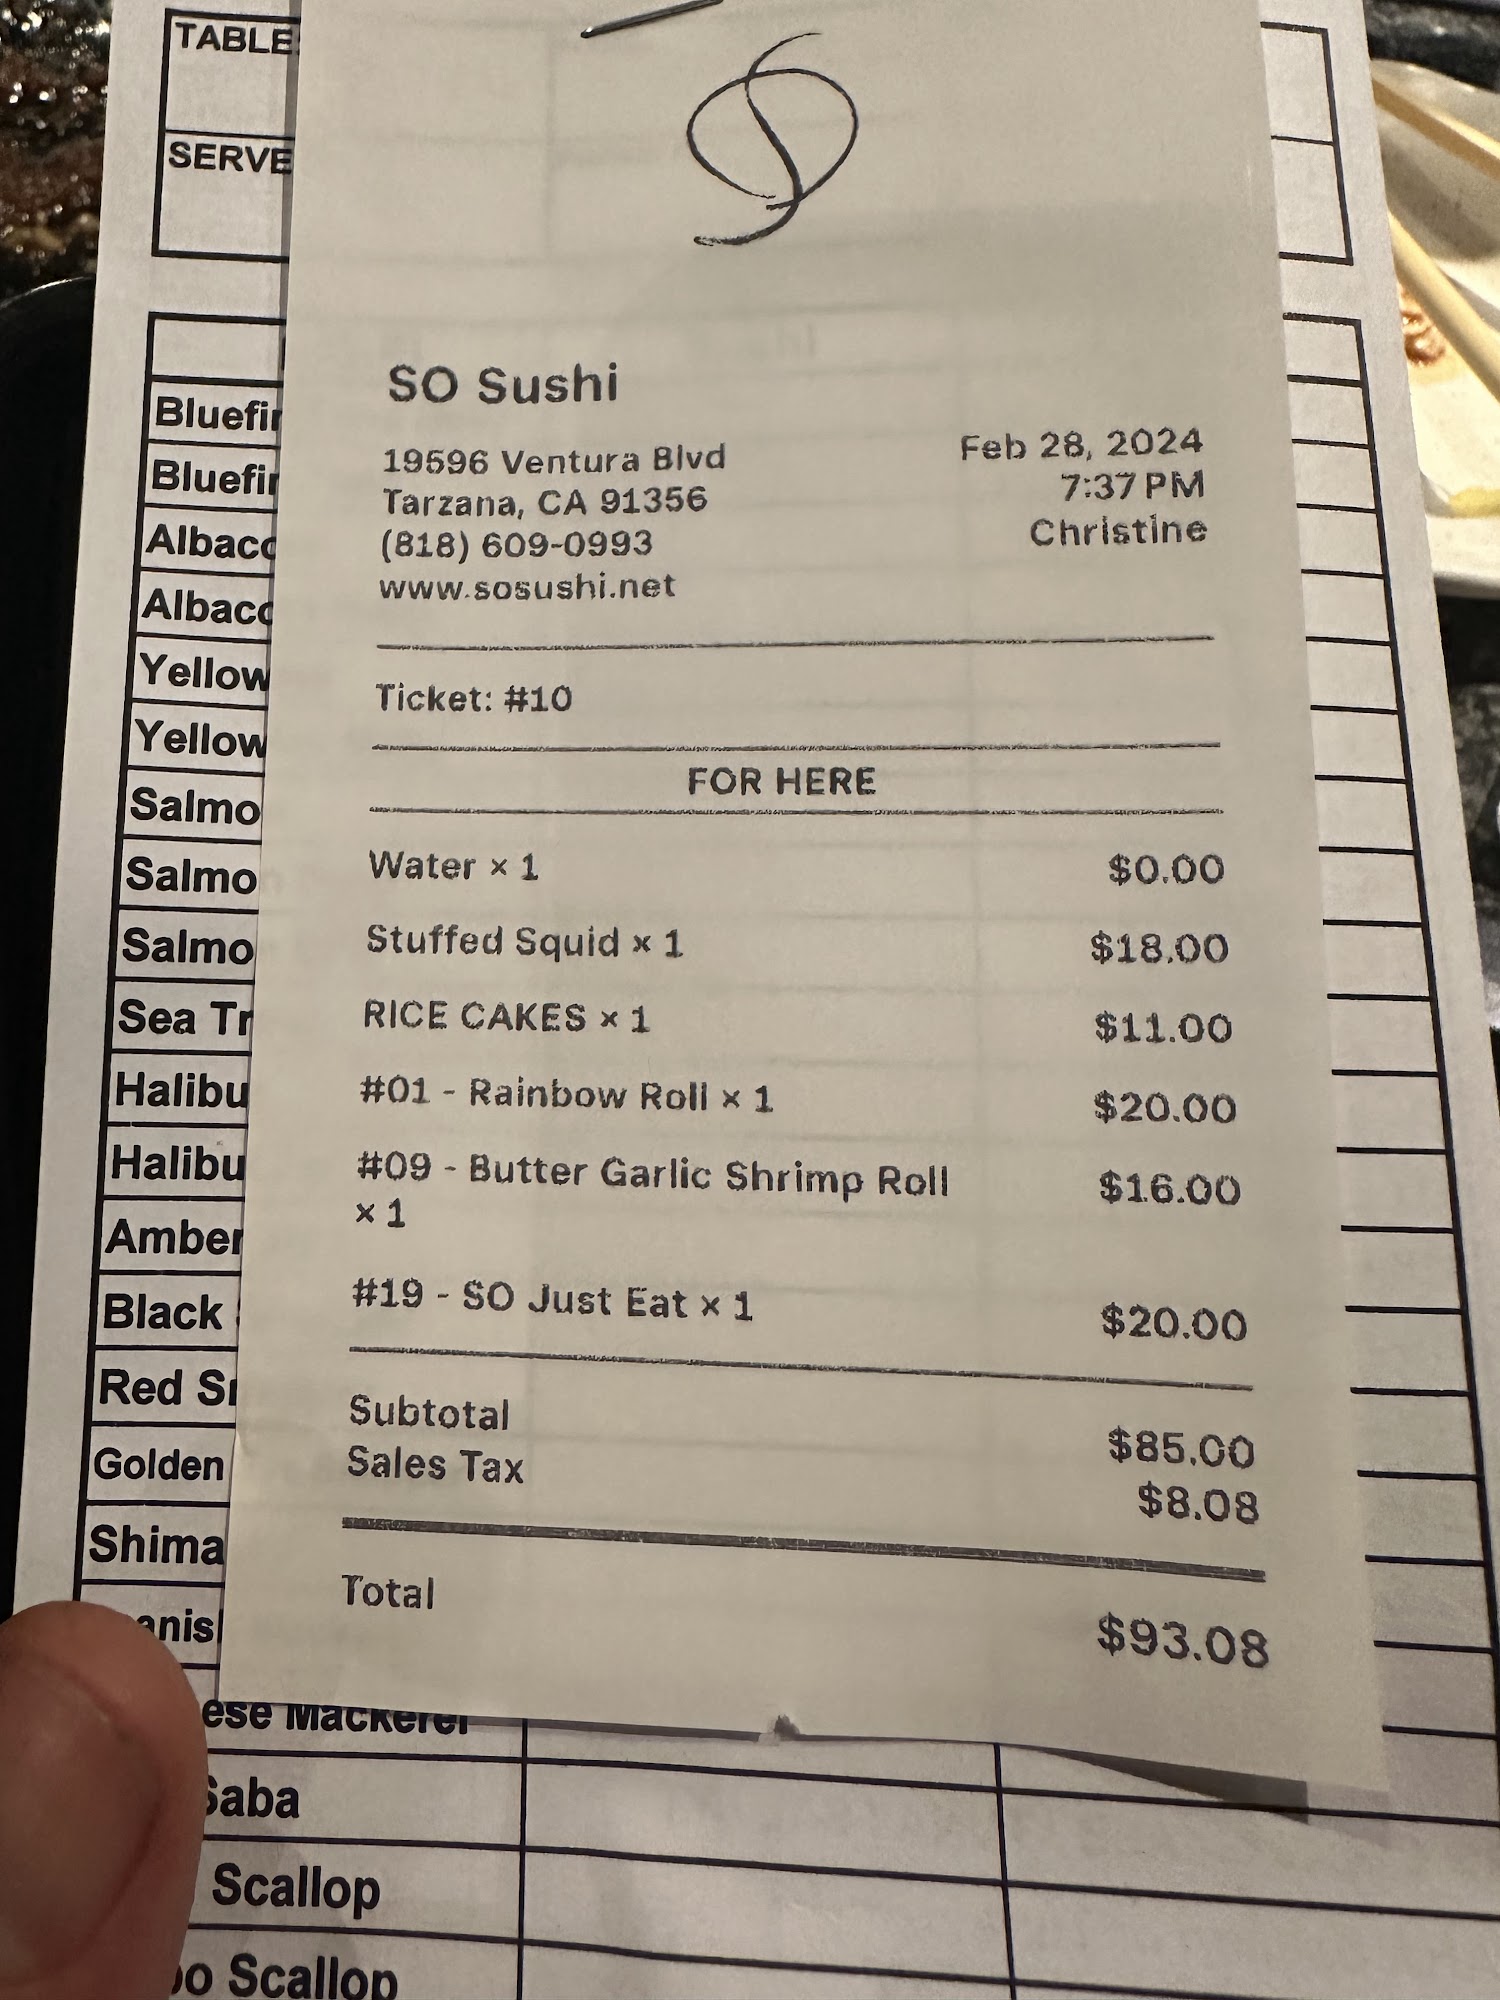 TABLE
SERVE
SO Sushi
19596 Ventura Blvd
Tarzana, CA 91356
(818) 609-0993
www.sosushi.net
Feb 28, 2024
7:37 PM
Christine
Ticket: #10
FOR HERE
Water × 1 $0.00
Stuffed Squid × 1 $18.00
RICE CAKES × 1 $11.00
#01 - Rainbow Roll × 1 $20.00
#09 - Butter Garlic Shrimp Roll $16.00
× 1
#19 - SO Just Eat × 1 $20.00
Subtotal $85.00
Sales Tax $8.08
Total $93.08
Bluefi
Bluefi
Albac
Albac
Yellow
Yellow
Salmo
Salmo
Salmo
Sea Tr
Halibu
Halibu
Amber
Black
Red S
Golden
Shima
anis
ese Mackerel
Saba
Scallop
o Scallop